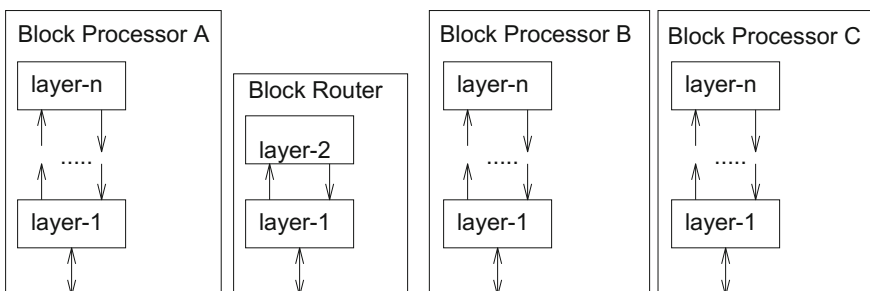 Block Processor A
layer-n
.....
layer-1
Block Router
layer-2
layer-1
Block Processor B
layer-n
.....
layer-1
Block Processor C
layer-n
.....
layer-1